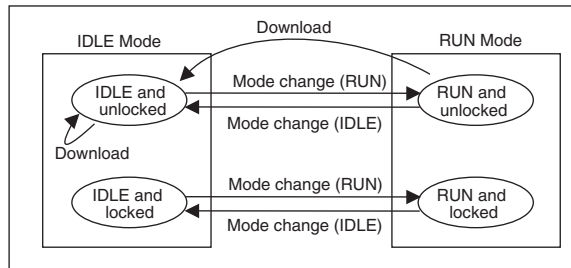 Download
IDLE Mode
RUN Mode
IDLE and
unlocked
Mode change (RUN)
RUN and
unlocked
Mode change (IDLE)
Download
IDLE and
locked
Mode change (RUN)
RUN and
locked
Mode change (IDLE)